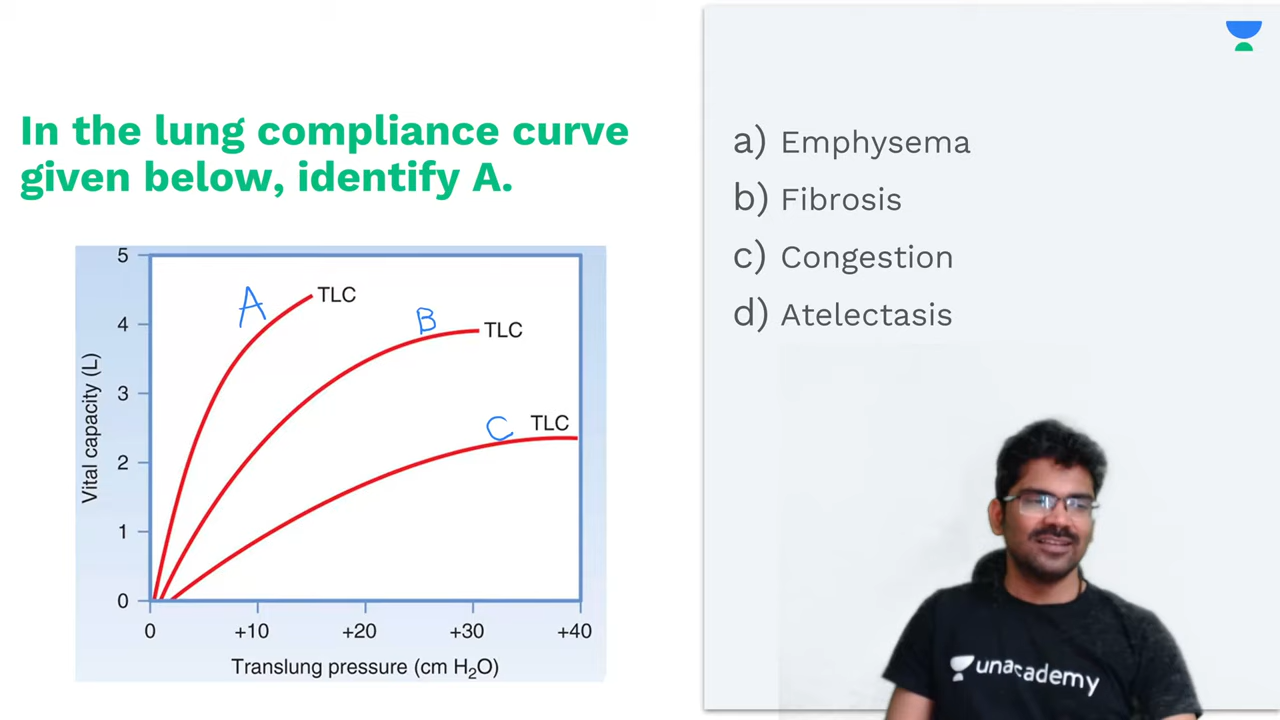 In the lung compliance curve
given below, identify A.
a) Emphysema
b) Fibrosis
c) Congestion
d) Atelectasis
5
4
3
2
1
0
Vital capacity (L)
A
TLC
B
TLC
C
TLC
0
+10
+20
+30
+40
Translung pressure (cm H₂O)
unacademy